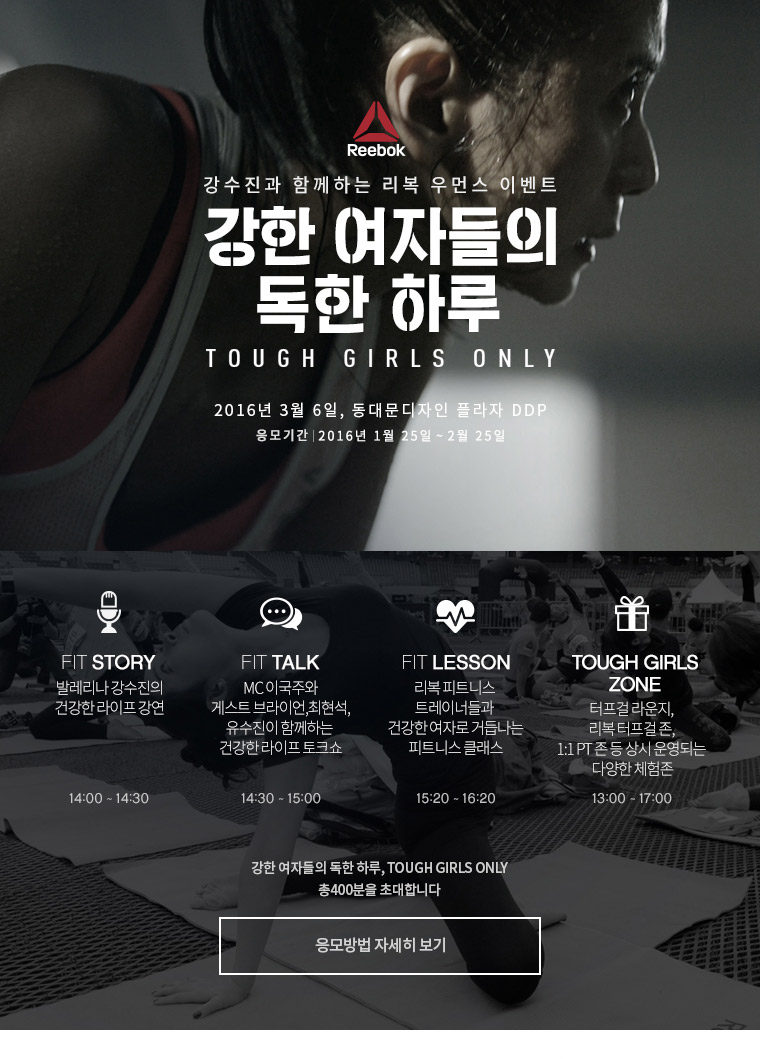 Reebok
강수진과 함께하는 리복 우먼스 이벤트
강한 여자들의
독한 하루
TOUGH GIRLS ONLY
2016년 3월 6일, 동대문디자인 플라자 DDP
응모기간 | 2016년 1월 25일 ~ 2월 25일
FIT STORY
발레리나 강수진의
건강한 라이프 강연
14:00 ~ 14:30
FIT TALK
MC 이국주와
게스트 브라이언,최현석,
유수진이 함께하는
건강한 라이프 토크쇼
14:30 ~ 15:00
FIT LESSON
리복 피트니스
트레이너들과
건강한 여자로 거듭나는
피트니스 클래스
15:20 ~ 16:20
TOUGH GIRLS
ZONE
터프걸 라운지,
리복 터프걸 존,
1:1 PT 존 등 상시 운영되는
다양한 체험존
13:00 ~ 17:00
강한 여자들의 독한 하루, TOUGH GIRLS ONLY
총400분을 초대합니다
응모방법 자세히 보기